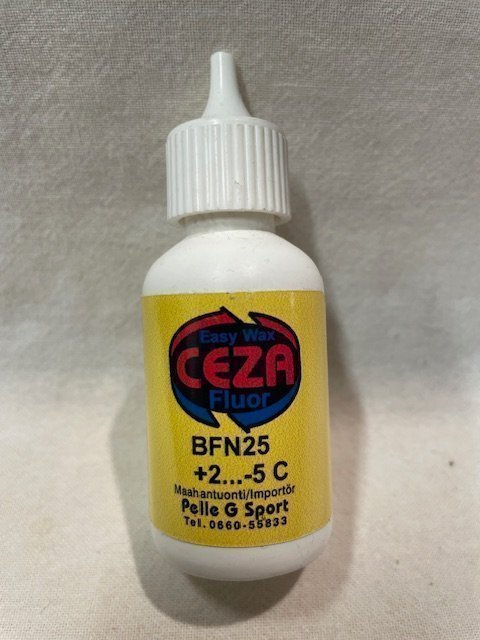 Easy Wax
CEZA
Fluor
BFN25
+2...-5 C
Maahantuonti/Importör
Pelle G Sport
Tel. 0660-55833